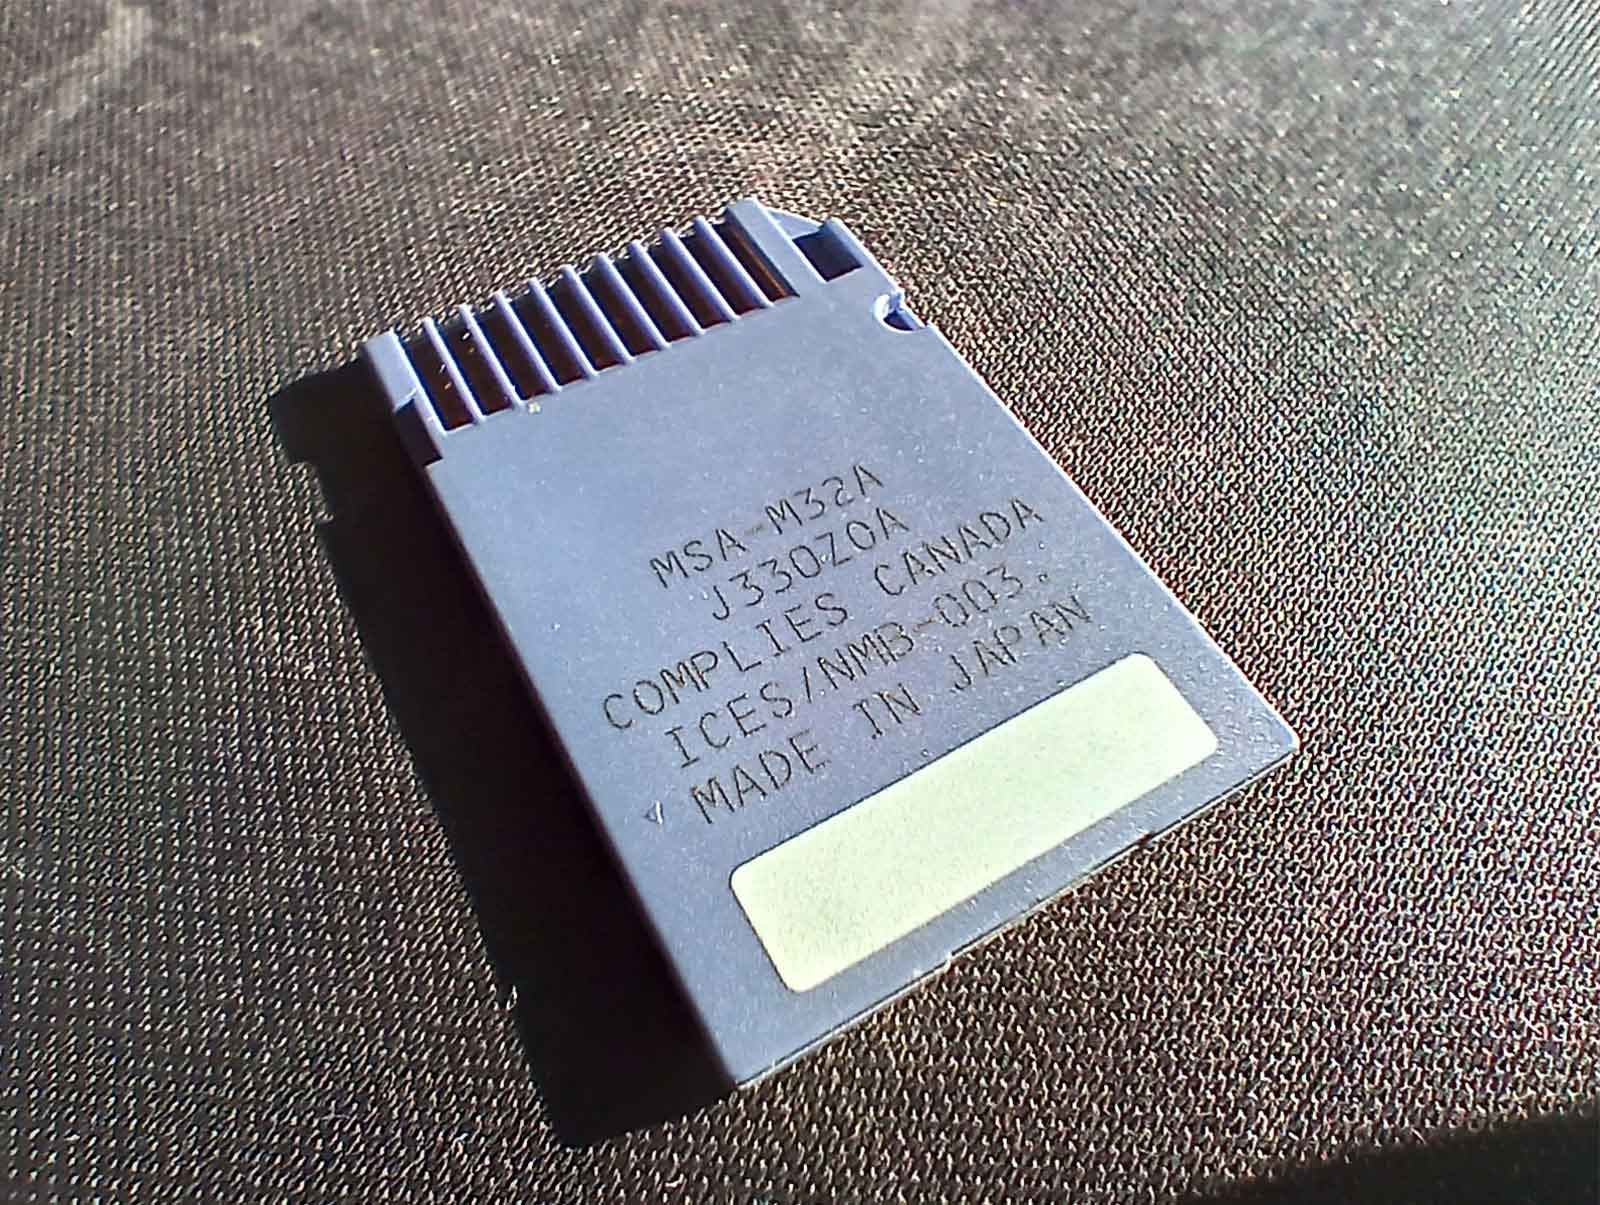 MSA-M32A
J330Z0A
COMPLIES CANADA
ICES/NMB-003.
MADE IN JAPAN